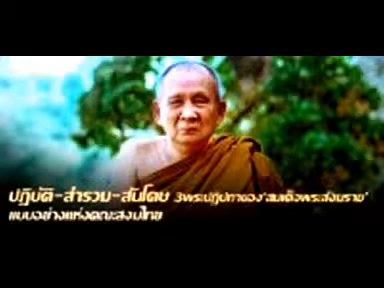 ปฏิบัติ-สำรวม-สันโดษ 3พระปฏิปทาของ'สมเด็จพระสังฆราช'
แบบอย่างแห่งคณะสงฆ์ไทย